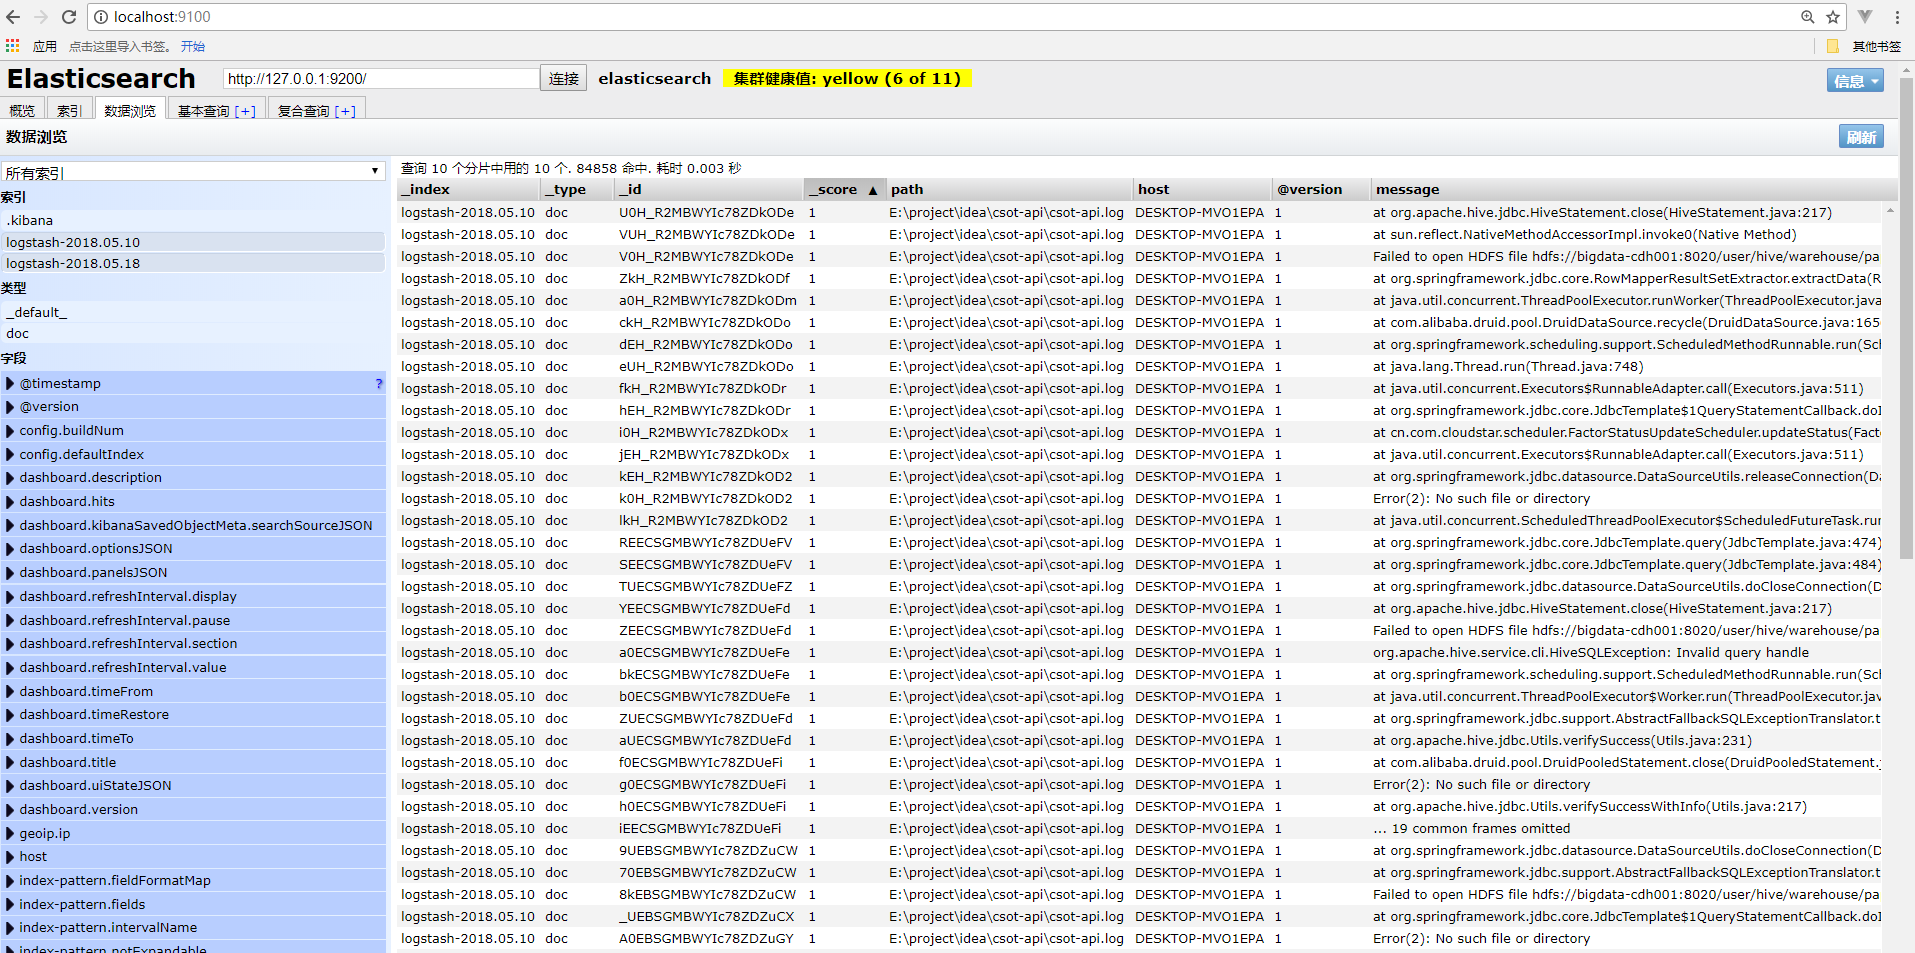 localhost:9100
应用 点击这里导入书签。 开始 其他书签
Elasticsearch http://127.0.0.1:9200/ 连接 elasticsearch 集群健康值: yellow (6 of 11) 信息
概览 索引 数据浏览 基本查询 [+] 复合查询 [+]
数据浏览 刷新
所有索引
索引
.kibana
logstash-2018.05.10
logstash-2018.05.18
类型
_default_
doc
字段
@timestamp ?
@version
config.buildNum
config.defaultIndex
dashboard.description
dashboard.hits
dashboard.kibanaSavedObjectMeta.searchSourceJSON
dashboard.optionsJSON
dashboard.panelsJSON
dashboard.refreshInterval.display
dashboard.refreshInterval.pause
dashboard.refreshInterval.section
dashboard.refreshInterval.value
dashboard.timeFrom
dashboard.timeRestore
dashboard.timeTo
dashboard.title
dashboard.uiStateJSON
dashboard.version
geoip.ip
host
index-pattern.fieldFormatMap
index-pattern.fields
index-pattern.intervalName
index-pattern.notExpandable
查询 10 个分片中用的 10 个. 84858 命中. 耗时 0.003 秒
_index _type _id _score ▲ path host @version message
logstash-2018.05.10 doc U0H_R2MBWYIc78ZDkODe 1 E:\project\idea\csot-api\csot-api.log DESKTOP-MVO1EPA 1 at org.apache.hive.jdbc.HiveStatement.close(HiveStatement.java:217)
logstash-2018.05.10 doc VUH_R2MBWYIc78ZDkODe 1 E:\project\idea\csot-api\csot-api.log DESKTOP-MVO1EPA 1 at sun.reflect.NativeMethodAccessorImpl.invoke0(Native Method)
logstash-2018.05.10 doc V0H_R2MBWYIc78ZDkODe 1 E:\project\idea\csot-api\csot-api.log DESKTOP-MVO1EPA 1 Failed to open HDFS file hdfs://bigdata-cdh001:8020/user/hive/warehouse/pa
logstash-2018.05.10 doc ZkH_R2MBWYIc78ZDkODf 1 E:\project\idea\csot-api\csot-api.log DESKTOP-MVO1EPA 1 at org.springframework.jdbc.core.RowMapperResultSetExtractor.extractData(R
logstash-2018.05.10 doc a0H_R2MBWYIc78ZDkODm 1 E:\project\idea\csot-api\csot-api.log DESKTOP-MVO1EPA 1 at java.util.concurrent.ThreadPoolExecutor.runWorker(ThreadPoolExecutor.java
logstash-2018.05.10 doc ckH_R2MBWYIc78ZDkODo 1 E:\project\idea\csot-api\csot-api.log DESKTOP-MVO1EPA 1 at com.alibaba.druid.pool.DruidDataSource.recycle(DruidDataSource.java:165
logstash-2018.05.10 doc dEH_R2MBWYIc78ZDkODo 1 E:\project\idea\csot-api\csot-api.log DESKTOP-MVO1EPA 1 at org.springframework.scheduling.support.ScheduledMethodRunnable.run(Sc
logstash-2018.05.10 doc eUH_R2MBWYIc78ZDkODo 1 E:\project\idea\csot-api\csot-api.log DESKTOP-MVO1EPA 1 at java.lang.Thread.run(Thread.java:748)
logstash-2018.05.10 doc fkH_R2MBWYIc78ZDkODr 1 E:\project\idea\csot-api\csot-api.log DESKTOP-MVO1EPA 1 at java.util.concurrent.Executors$RunnableAdapter.call(Executors.java:511)
logstash-2018.05.10 doc hEH_R2MBWYIc78ZDkODr 1 E:\project\idea\csot-api\csot-api.log DESKTOP-MVO1EPA 1 at org.springframework.jdbc.core.JdbcTemplate$1QueryStatementCallback.doI
logstash-2018.05.10 doc i0H_R2MBWYIc78ZDkODx 1 E:\project\idea\csot-api\csot-api.log DESKTOP-MVO1EPA 1 at cn.com.cloudstar.scheduler.FactorStatusUpdateScheduler.updateStatus(Fact
logstash-2018.05.10 doc jEH_R2MBWYIc78ZDkODx 1 E:\project\idea\csot-api\csot-api.log DESKTOP-MVO1EPA 1 at java.util.concurrent.Executors$RunnableAdapter.call(Executors.java:511)
logstash-2018.05.10 doc kEH_R2MBWYIc78ZDkOD2 1 E:\project\idea\csot-api\csot-api.log DESKTOP-MVO1EPA 1 at org.springframework.jdbc.datasource.DataSourceUtils.releaseConnection(Da
logstash-2018.05.10 doc k0H_R2MBWYIc78ZDkOD2 1 E:\project\idea\csot-api\csot-api.log DESKTOP-MVO1EPA 1 Error(2): No such file or directory
logstash-2018.05.10 doc lkH_R2MBWYIc78ZDkOD2 1 E:\project\idea\csot-api\csot-api.log DESKTOP-MVO1EPA 1 at java.util.concurrent.ScheduledThreadPoolExecutor$ScheduledFutureTask.run
logstash-2018.05.10 doc REECSGMBWYIc78ZDUeFV 1 E:\project\idea\csot-api\csot-api.log DESKTOP-MVO1EPA 1 at org.springframework.jdbc.core.JdbcTemplate.query(JdbcTemplate.java:474)
logstash-2018.05.10 doc SEECSGMBWYIc78ZDUeFV 1 E:\project\idea\csot-api\csot-api.log DESKTOP-MVO1EPA 1 at org.springframework.jdbc.core.JdbcTemplate.query(JdbcTemplate.java:484)
logstash-2018.05.10 doc TUECSGMBWYIc78ZDUeFZ 1 E:\project\idea\csot-api\csot-api.log DESKTOP-MVO1EPA 1 at org.springframework.jdbc.datasource.DataSourceUtils.doCloseConnection(D
logstash-2018.05.10 doc YEECSGMBWYIc78ZDUeFd 1 E:\project\idea\csot-api\csot-api.log DESKTOP-MVO1EPA 1 at org.apache.hive.jdbc.HiveStatement.close(HiveStatement.java:217)
logstash-2018.05.10 doc ZEECSGMBWYIc78ZDUeFd 1 E:\project\idea\csot-api\csot-api.log DESKTOP-MVO1EPA 1 Failed to open HDFS file hdfs://bigdata-cdh001:8020/user/hive/warehouse/pa
logstash-2018.05.10 doc a0ECSGMBWYIc78ZDUeFe 1 E:\project\idea\csot-api\csot-api.log DESKTOP-MVO1EPA 1 org.apache.hive.service.cli.HiveSQLException: Invalid query handle
logstash-2018.05.10 doc bkECSGMBWYIc78ZDUeFe 1 E:\project\idea\csot-api\csot-api.log DESKTOP-MVO1EPA 1 at org.springframework.scheduling.support.ScheduledMethodRunnable.run(Sc
logstash-2018.05.10 doc b0ECSGMBWYIc78ZDUeFe 1 E:\project\idea\csot-api\csot-api.log DESKTOP-MVO1EPA 1 at java.util.concurrent.ThreadPoolExecutor$Worker.run(ThreadPoolExecutor.jav
logstash-2018.05.10 doc ZUECSGMBWYIc78ZDUeFd 1 E:\project\idea\csot-api\csot-api.log DESKTOP-MVO1EPA 1 at org.springframework.jdbc.support.AbstractFallbackSQLExceptionTranslator.t
logstash-2018.05.10 doc aUECSGMBWYIc78ZDUeFd 1 E:\project\idea\csot-api\csot-api.log DESKTOP-MVO1EPA 1 at org.apache.hive.jdbc.Utils.verifySuccess(Utils.java:231)
logstash-2018.05.10 doc f0ECSGMBWYIc78ZDUeFi 1 E:\project\idea\csot-api\csot-api.log DESKTOP-MVO1EPA 1 at com.alibaba.druid.pool.DruidPooledStatement.close(DruidPooledStatement.j
logstash-2018.05.10 doc g0ECSGMBWYIc78ZDUeFi 1 E:\project\idea\csot-api\csot-api.log DESKTOP-MVO1EPA 1 Error(2): No such file or directory
logstash-2018.05.10 doc h0ECSGMBWYIc78ZDUeFi 1 E:\project\idea\csot-api\csot-api.log DESKTOP-MVO1EPA 1 at org.apache.hive.jdbc.Utils.verifySuccessWithInfo(Utils.java:217)
logstash-2018.05.10 doc iEECSGMBWYIc78ZDUeFi 1 E:\project\idea\csot-api\csot-api.log DESKTOP-MVO1EPA 1 ... 19 common frames omitted
logstash-2018.05.10 doc 9UEBSGMBWYIc78ZDZuCW 1 E:\project\idea\csot-api\csot-api.log DESKTOP-MVO1EPA 1 at org.springframework.jdbc.datasource.DataSourceUtils.doCloseConnection(D
logstash-2018.05.10 doc 70EBSGMBWYIc78ZDZuCW 1 E:\project\idea\csot-api\csot-api.log DESKTOP-MVO1EPA 1 at org.springframework.jdbc.support.AbstractFallbackSQLExceptionTranslator.t
logstash-2018.05.10 doc 8kEBSGMBWYIc78ZDZuCW 1 E:\project\idea\csot-api\csot-api.log DESKTOP-MVO1EPA 1 Failed to open HDFS file hdfs://bigdata-cdh001:8020/user/hive/warehouse/pa
logstash-2018.05.10 doc _UEBSGMBWYIc78ZDZuCX 1 E:\project\idea\csot-api\csot-api.log DESKTOP-MVO1EPA 1 at org.springframework.jdbc.core.JdbcTemplate$1QueryStatementCallback.doI
logstash-2018.05.10 doc A0EBSGMBWYIc78ZDZuGY 1 E:\project\idea\csot-api\csot-api.log DESKTOP-MVO1EPA 1 Error(2): No such file or directory